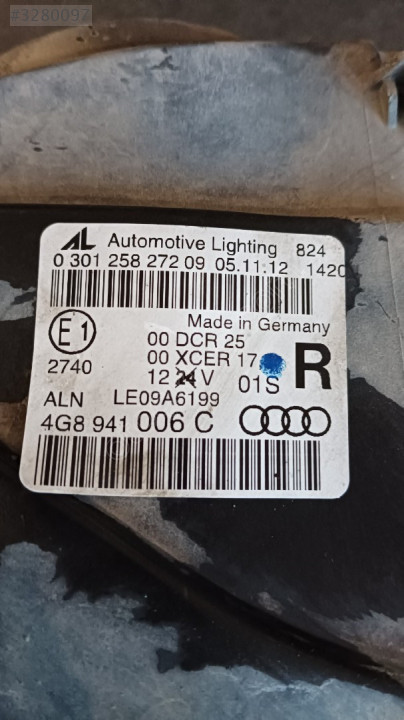 #3280097
AL Automotive Lighting 824
0 301 258 272 09 05.11.12 1420
Made in Germany
E1 00 DCR 25
00 XCER 17 R
2740 12 24 V 01S
ALN LE09A6199
4G8 941 006 C